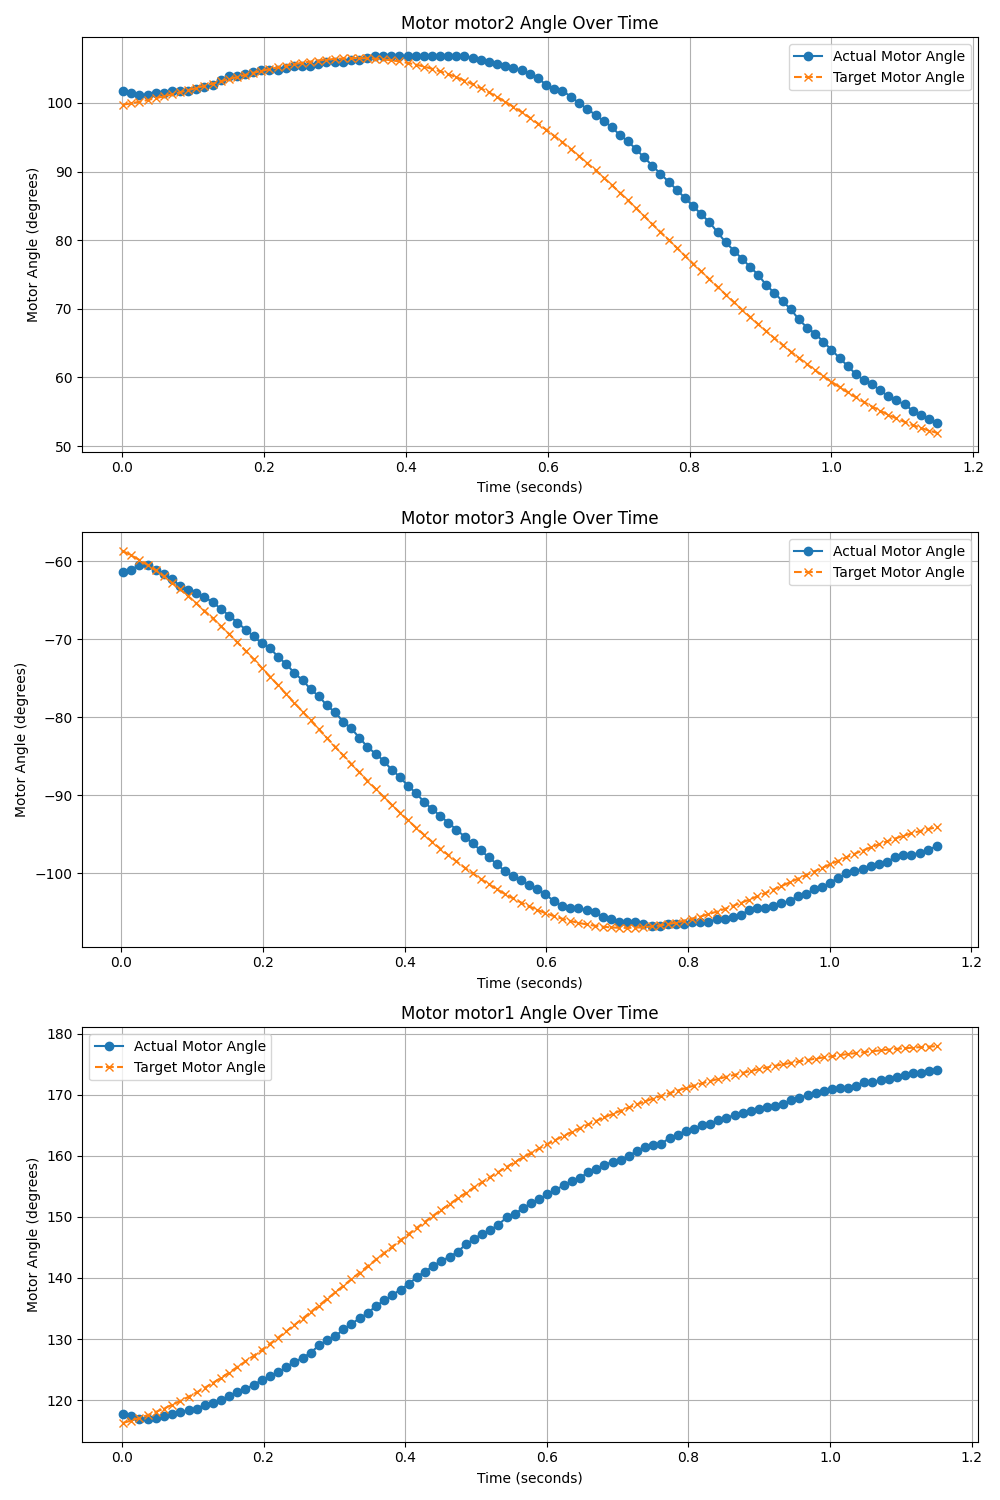 Motor motor2 Angle Over Time
Actual Motor Angle
Target Motor Angle
Motor Angle (degrees)
100
90
80
70
60
50
0.0 0.2 0.4 0.6 0.8 1.0 1.2
Time (seconds)
Motor motor3 Angle Over Time
Actual Motor Angle
Target Motor Angle
Motor Angle (degrees)
−60
−70
−80
−90
−100
0.0 0.2 0.4 0.6 0.8 1.0 1.2
Time (seconds)
Motor motor1 Angle Over Time
Actual Motor Angle
Target Motor Angle
Motor Angle (degrees)
180
170
160
150
140
130
120
0.0 0.2 0.4 0.6 0.8 1.0 1.2
Time (seconds)